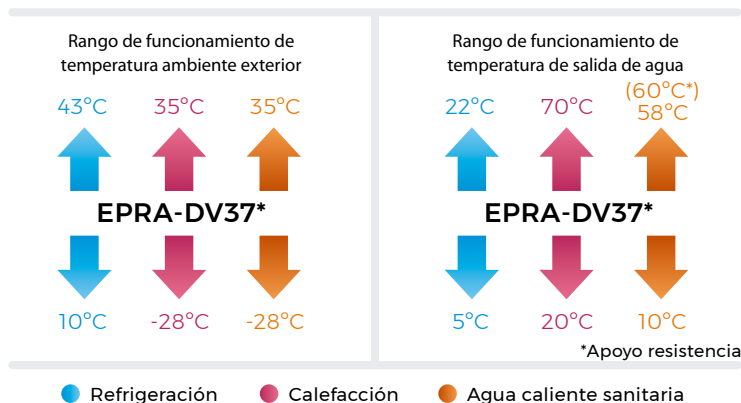 Rango de funcionamiento de
temperatura ambiente exterior
43°C 35°C 35°C
EPRA-DV37*
10°C -28°C -28°C
Rango de funcionamiento de
temperatura de salida de agua
(60°C*)
22°C 70°C 58°C
EPRA-DV37*
5°C 20°C 10°C
*Apoyo resistencia
Refrigeración Calefacción Agua caliente sanitaria